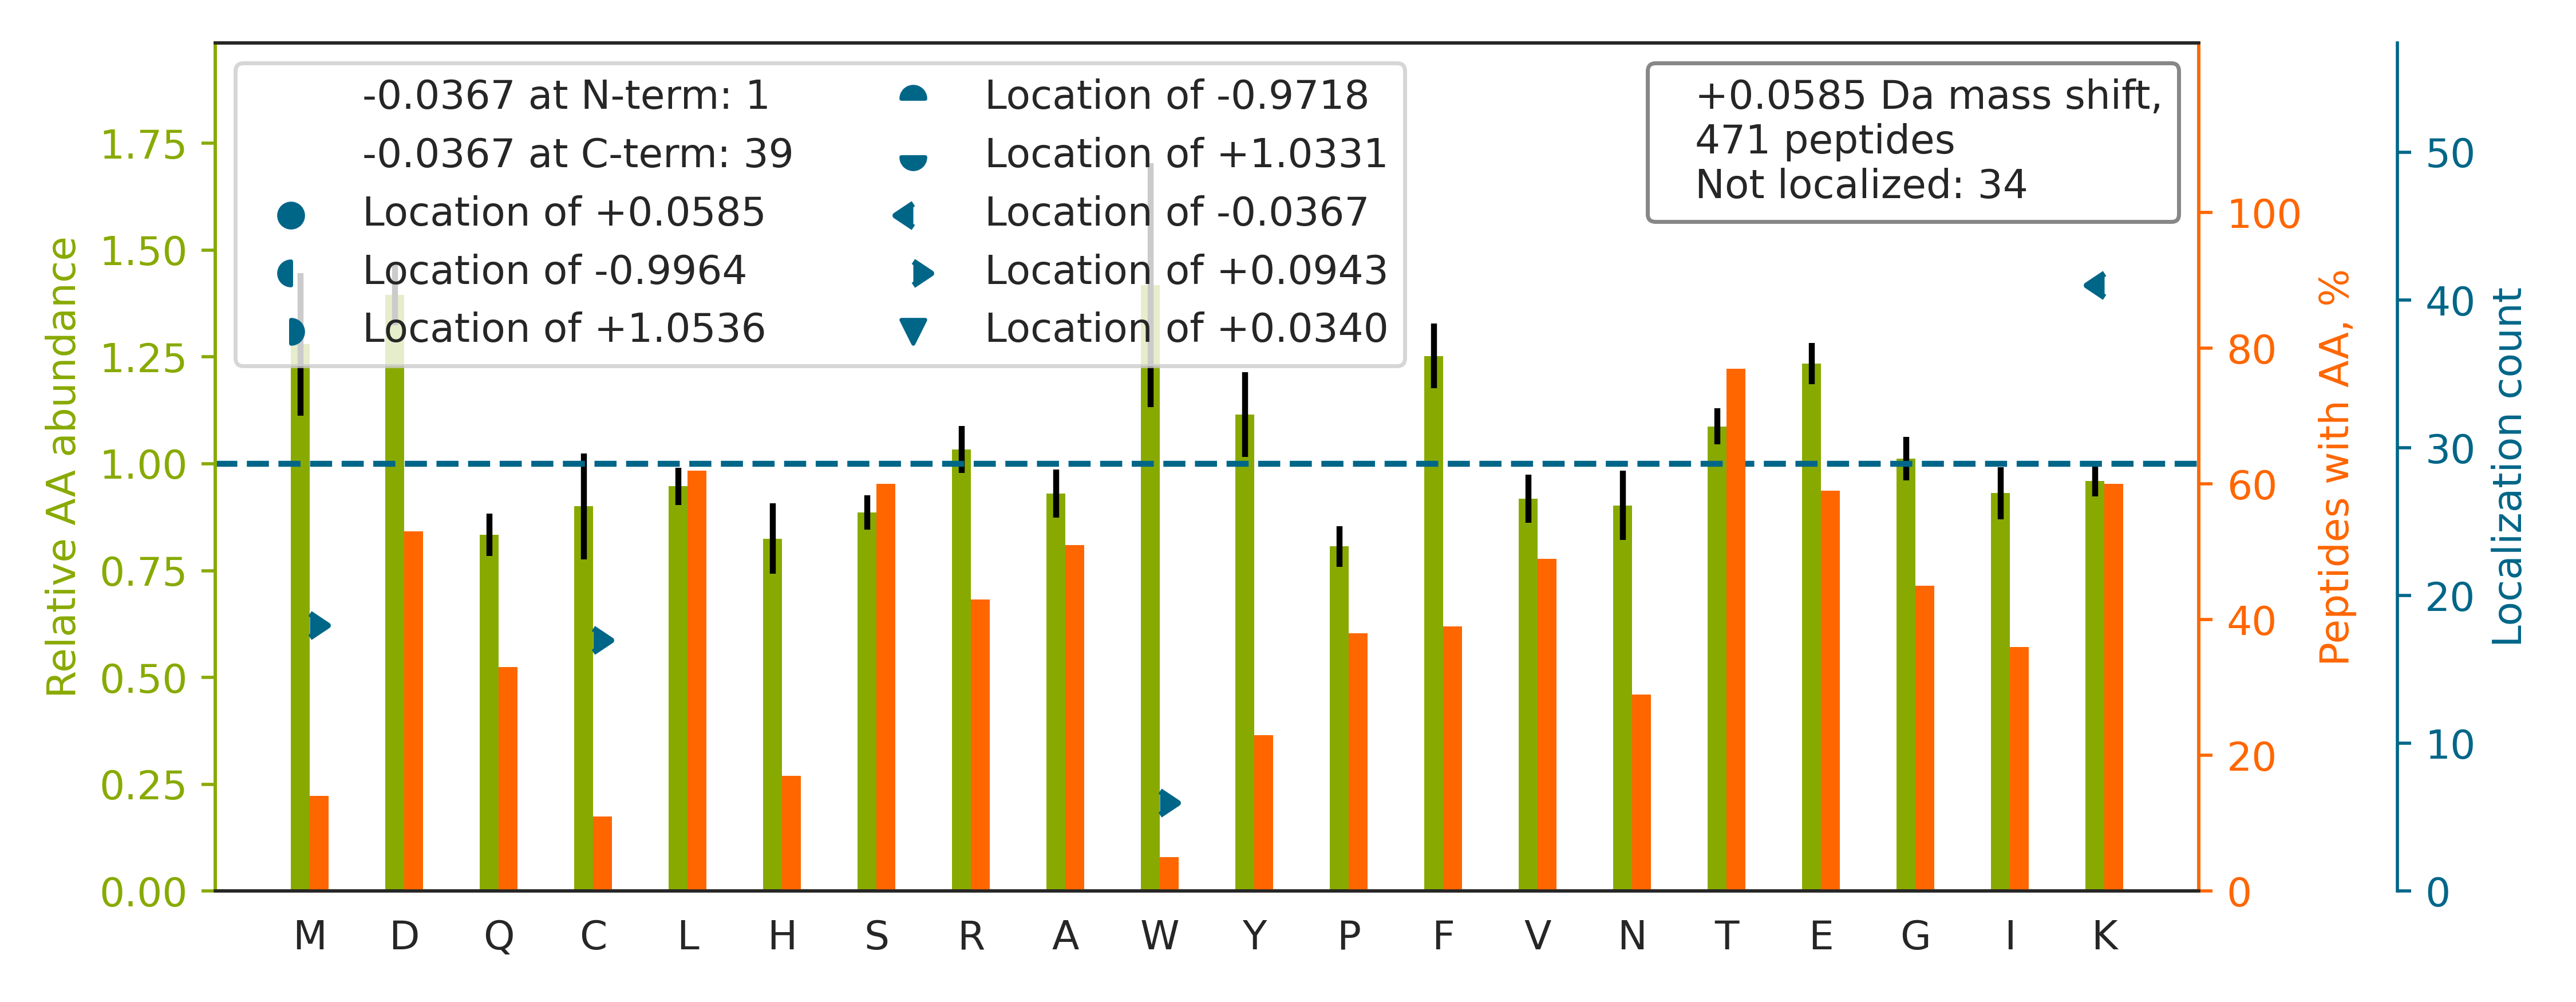 -0.0367 at N-term: 1
-0.0367 at C-term: 39
Location of +0.0585
Location of -0.9964
Location of +1.0536
Location of -0.9718
Location of +1.0331
Location of -0.0367
Location of +0.0943
Location of +0.0340
+0.0585 Da mass shift,
471 peptides
Not localized: 34
Relative AA abundance
1.75
1.50
1.25
1.00
0.75
0.50
0.25
0.00
M D Q C L H S R A W Y P F V N T E G I K
100
80
60
40
20
0
Peptides with AA, %
50
40
30
20
10
0
Localization count